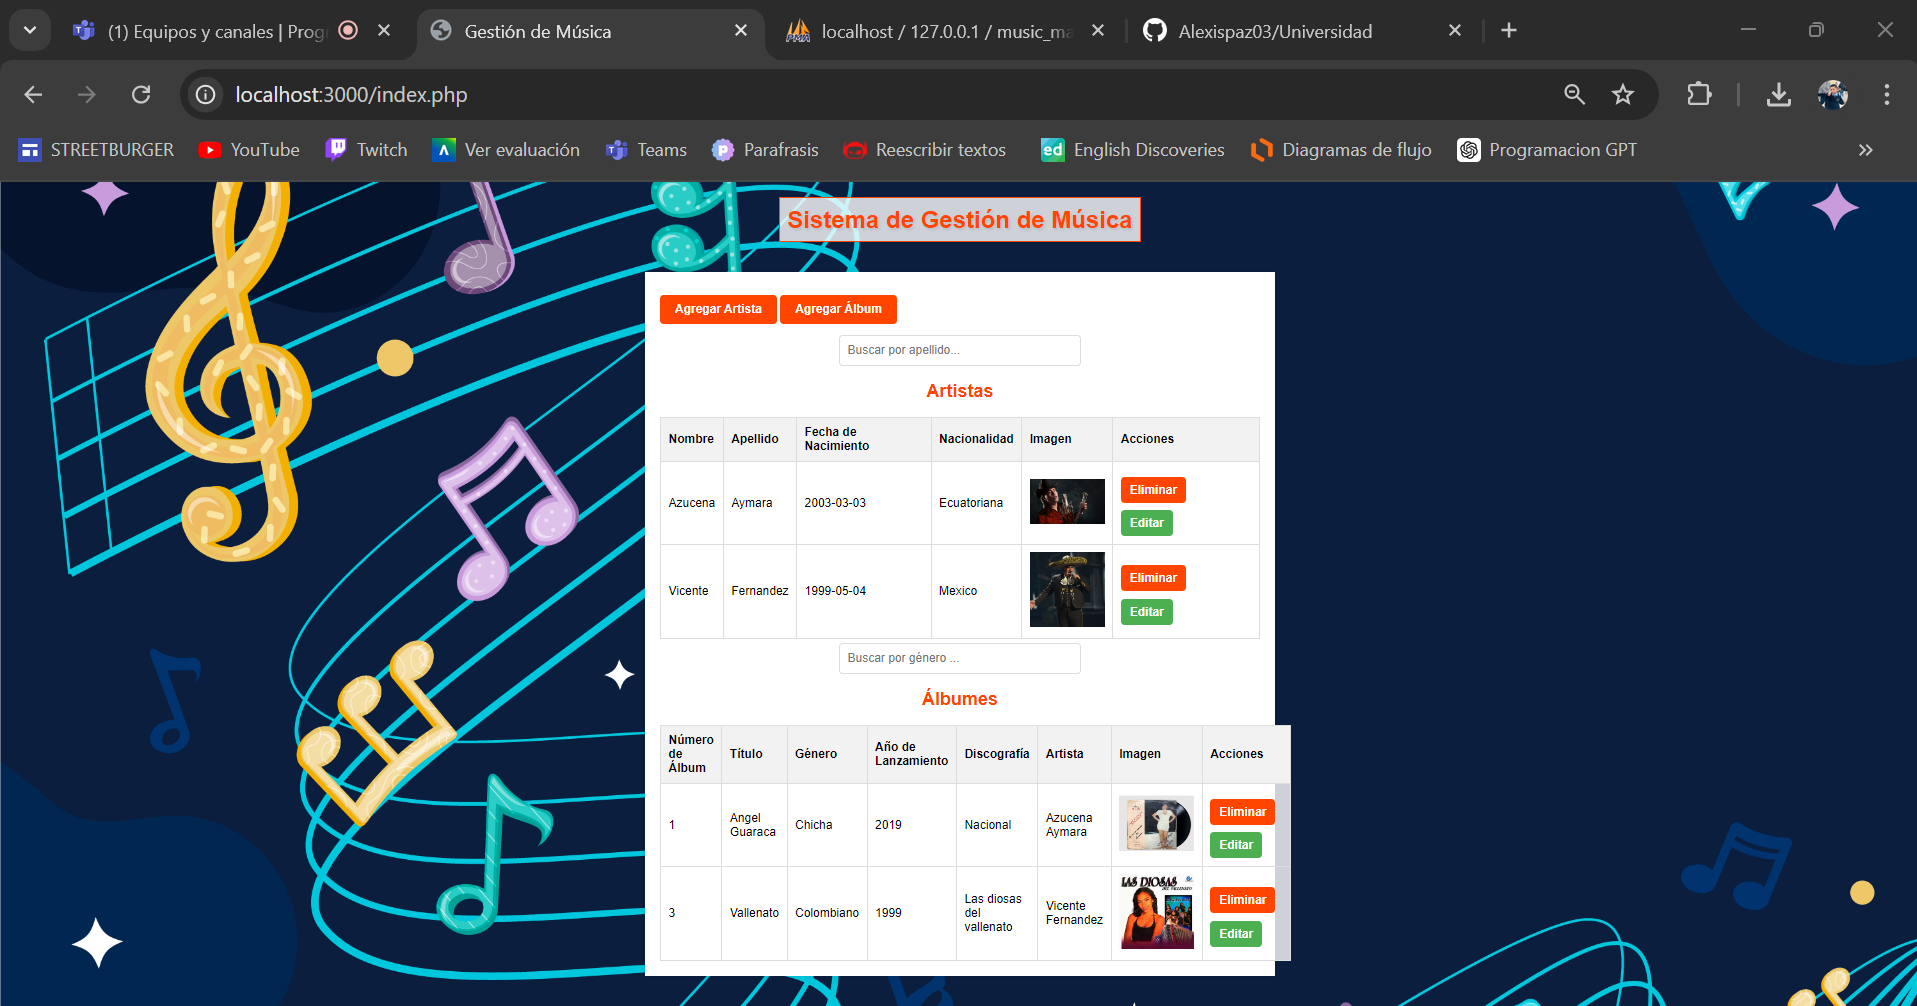 (1) Equipos y canales | Prog
Gestión de Música
localhost / 127.0.0.1 / music_ma
Alexispaz03/Universidad
localhost:3000/index.php
STREETBURGER
YouTube
Twitch
Ver evaluación
Teams
Parafrasis
Reescribir textos
ed
English Discoveries
Diagramas de flujo
Programacion GPT
Sistema de Gestión de Música
Agregar Artista
Agregar Álbum
Buscar por apellido...
Artistas
Nombre
Apellido
Fecha de
Nacimiento
Nacionalidad
Imagen
Acciones
Azucena
Aymara
2003-03-03
Ecuatoriana
Eliminar
Editar
Vicente
Fernandez
1999-05-04
Mexico
Eliminar
Editar
Buscar por género ...
Álbumes
Número
de
Álbum
Título
Género
Año de
Lanzamiento
Discografía
Artista
Imagen
Acciones
1
Angel
Guaraca
Chicha
2019
Nacional
Azucena
Aymara
Eliminar
Editar
3
Vallenato
Colombiano
1999
Las diosas
del
vallenato
Vicente
Fernandez
LAS DIOSAS
Eliminar
Editar